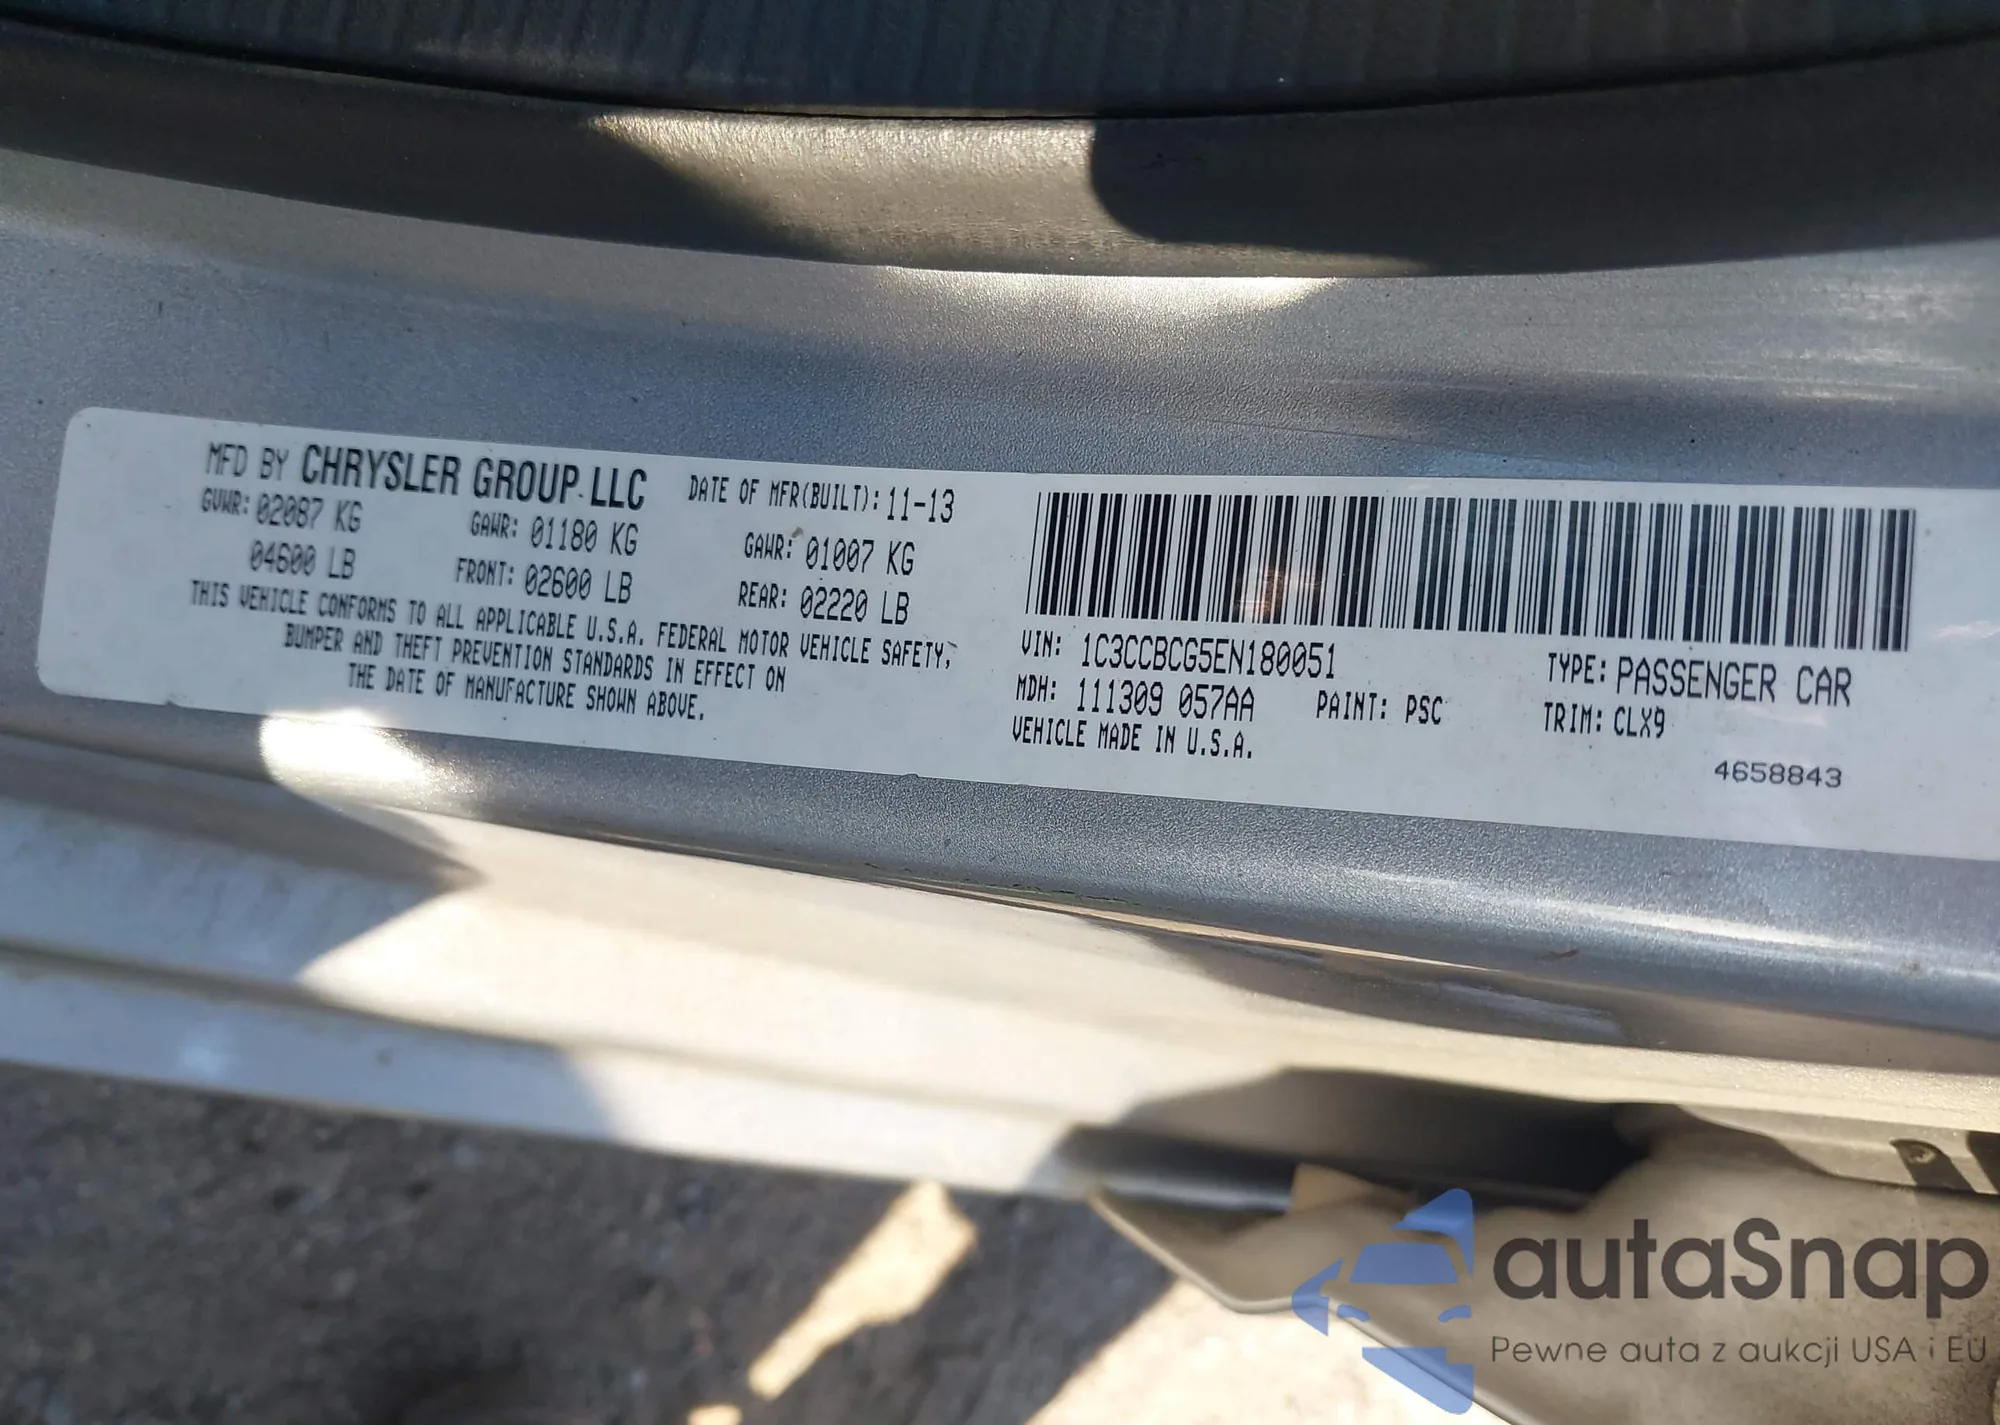 MFD BY CHRYSLER GROUP LLC DATE OF MFR(BUILT): 11-13
GVWR: 02087 KG GAWR: 01180 KG GAWR: 01007 KG
04600 LB FRONT: 02600 LB REAR: 02220 LB
THIS VEHICLE CONFORMS TO ALL APPLICABLE U.S.A. FEDERAL MOTOR VEHICLE SAFETY,
BUMPER AND THEFT PREVENTION STANDARDS IN EFFECT ON
THE DATE OF MANUFACTURE SHOWN ABOVE.
VIN: 1C3CCBCG5EN180051 TYPE: PASSENGER CAR
MDH: 111309 057AA PAINT: PSC TRIM: CLX9
VEHICLE MADE IN U.S.A.
4658843
autaSnap
Pewne auta z aukcji USA i EU